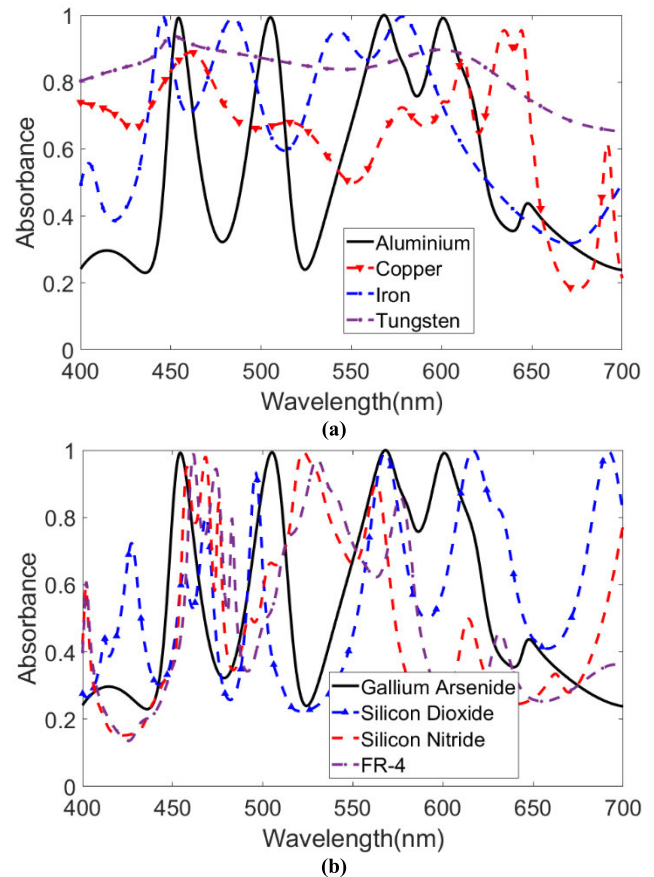 1
0.8
0.6
0.4
0.2
0
Absorbance
Aluminium
Copper
Iron
Tungsten
400 450 500 550 600 650 700
Wavelength(nm)
(a)
1
0.8
0.6
0.4
0.2
0
Absorbance
Gallium Arsenide
Silicon Dioxide
Silicon Nitride
FR-4
400 450 500 550 600 650 700
Wavelength(nm)
(b)